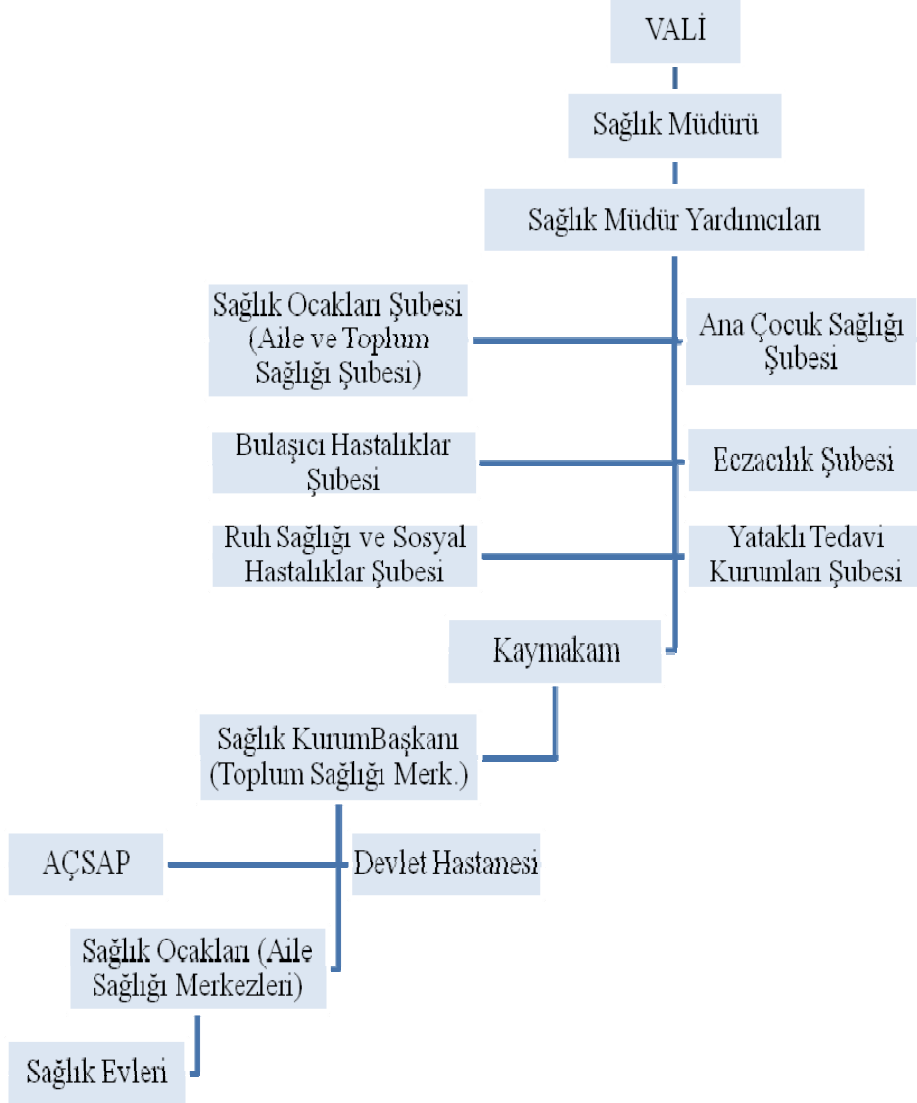 VALİ
Sağlık Müdürü
Sağlık Müdür Yardımcıları
Sağlık Ocakları Şubesi
(Aile ve Toplum
Sağlığı Şubesi)
Ana Çocuk Sağlığı
Şubesi
Bulaşıcı Hastalıklar
Şubesi
Eczacılık Şubesi
Ruh Sağlığı ve Sosyal
Hastalıklar Şubesi
Yataklı Tedavi
Kurumları Şubesi
Kaymakam
Sağlık KurumBaşkanı
(Toplum Sağlığı Merk.)
AÇSAP
Devlet Hastanesi
Sağlık Ocakları (Aile
Sağlığı Merkezleri)
Sağlık Evleri